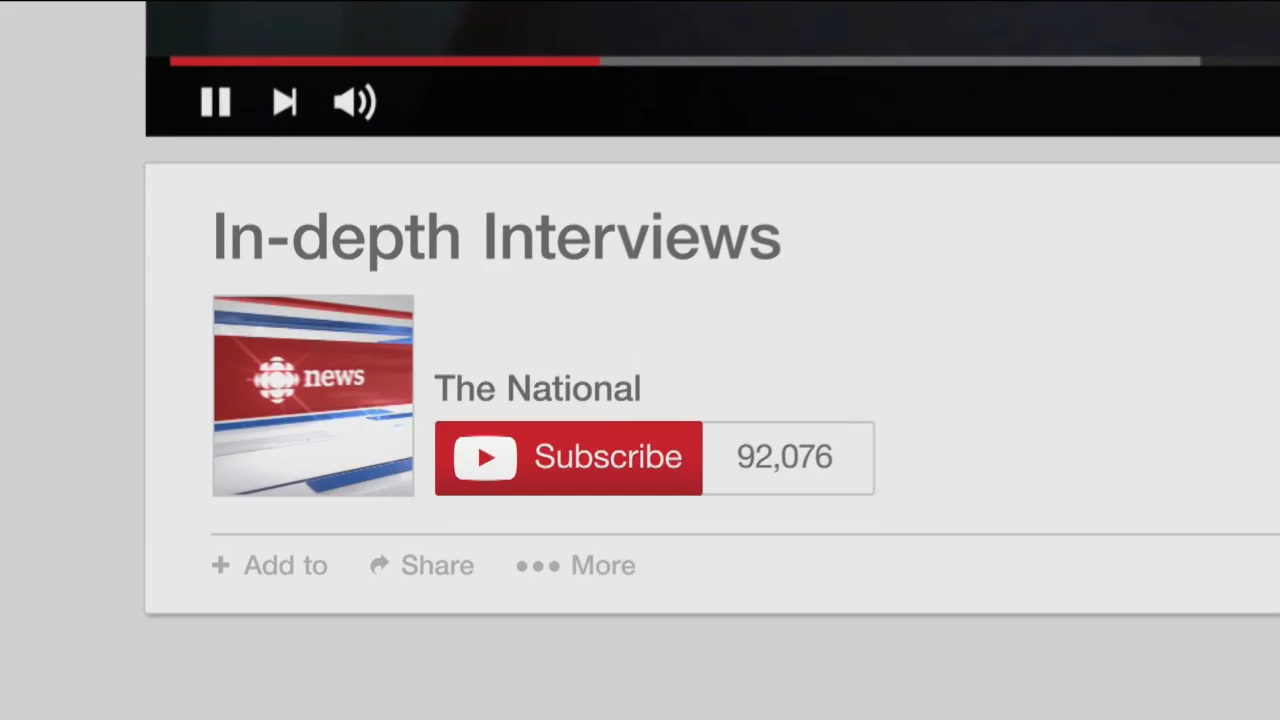 In-depth Interviews
news
The National
Subscribe 92,076
+ Add to Share ••• More